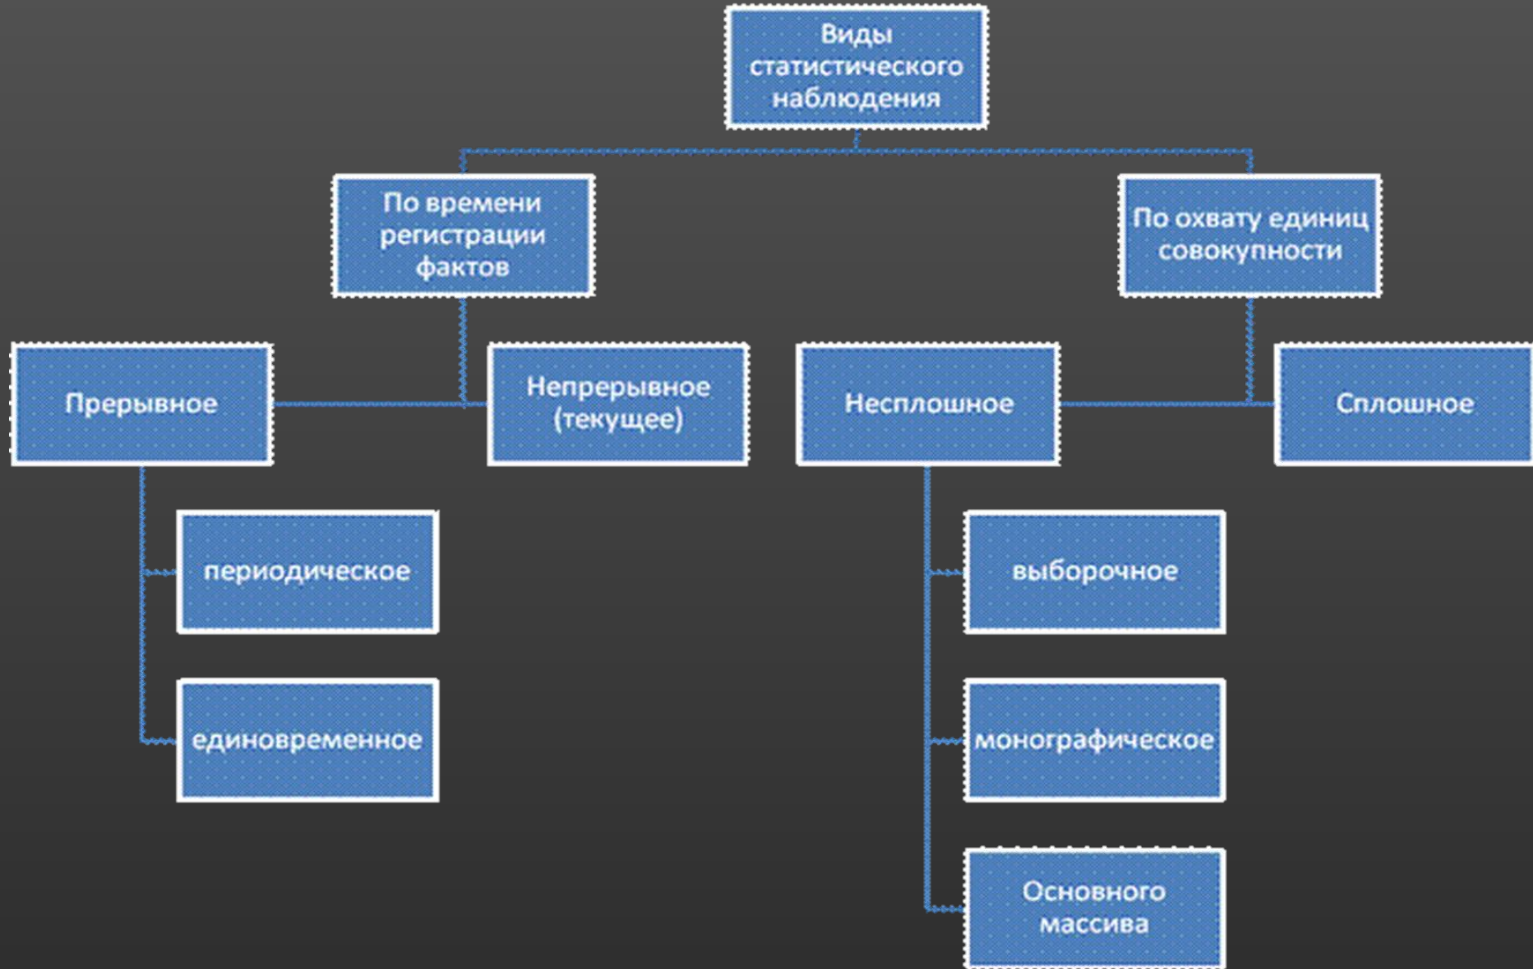 Виды
статистического
наблюдения
По времени
регистрации
фактов
По охвату единиц
совокупности
Прерывное
Непрерывное
(текущее)
Несплошное
Сплошное
периодическое
выборочное
единовременное
монографическое
Основного
массива